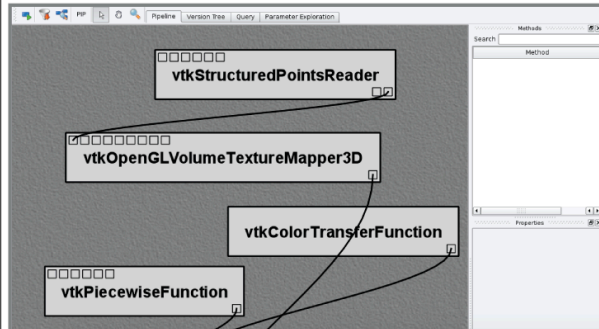 PIP
Pipeline
Version Tree
Query
Parameter Exploration
Methods
Search
Method
vtkStructuredPointsReader
vtkOpenGLVolumeTextureMapper3D
vtkColorTransferFunction
Properties
vtkPiecewiseFunction